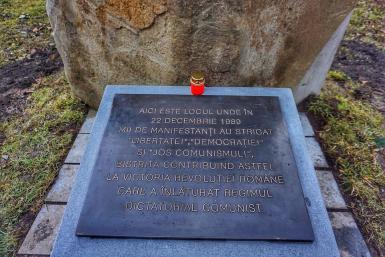 AICI ESTE LOCUL UNDE ÎN
22 DECEMBRIE 1989
MII DE MANIFESTANȚI AU STRIGAT
"LIBERTATE!", "DEMOCRAȚIE!"
ȘI "JOS COMUNISMUL!",
BISTRIȚA CONTRIBUIND ASTFEL
LA VICTORIA REVOLUȚIEI ROMÂNE
CARE A ÎNLĂTURAT REGIMUL
DICTATORIAL COMUNIST.